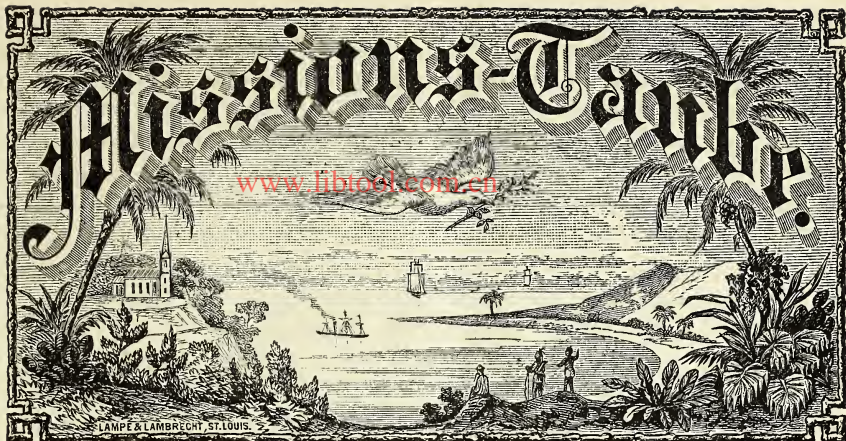 Missions-Taube.
www.libtool.com.cn
LAMPE & LAMBRECHT, ST. LOUIS.